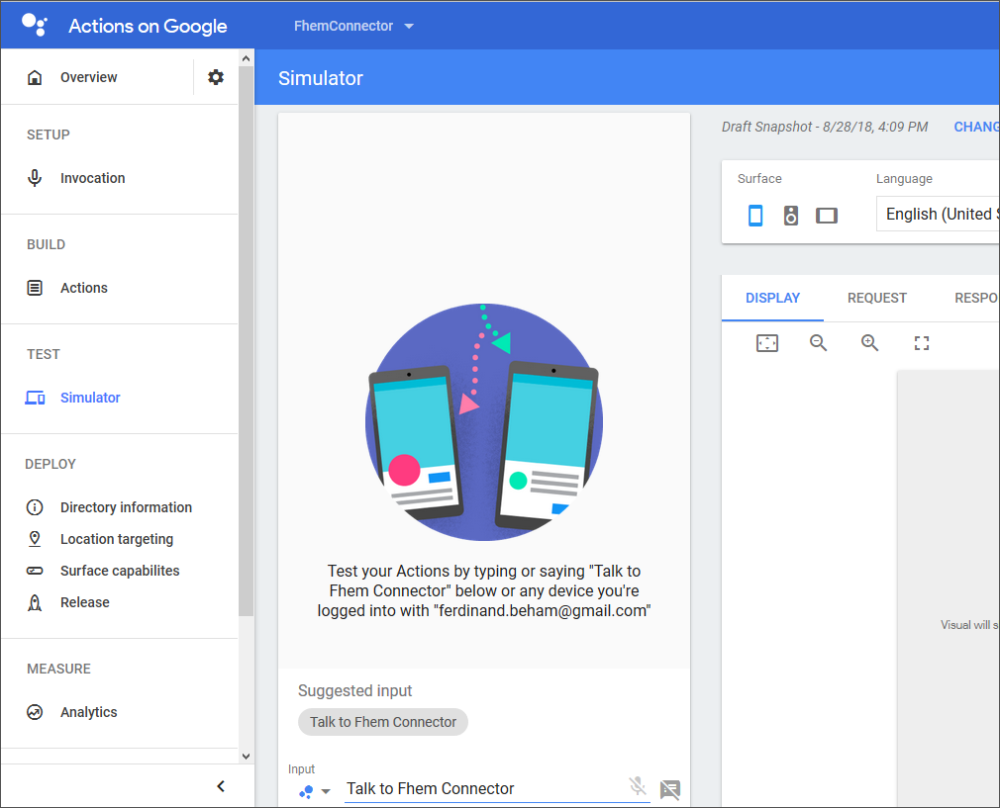 Actions on Google
FhemConnector
Overview
SETUP
Invocation
BUILD
Actions
TEST
Simulator
DEPLOY
Directory information
Location targeting
Surface capabilites
Release
MEASURE
Analytics
Simulator
Test your Actions by typing or saying "Talk to
Fhem Connector" below or any device you're
logged into with "ferdinand.beham@gmail.com"
Suggested input
Talk to Fhem Connector
Input
Talk to Fhem Connector
Draft Snapshot - 8/28/18, 4:09 PM CHANG
Surface
Language
English (United S
DISPLAY REQUEST RESPO
Visual will s